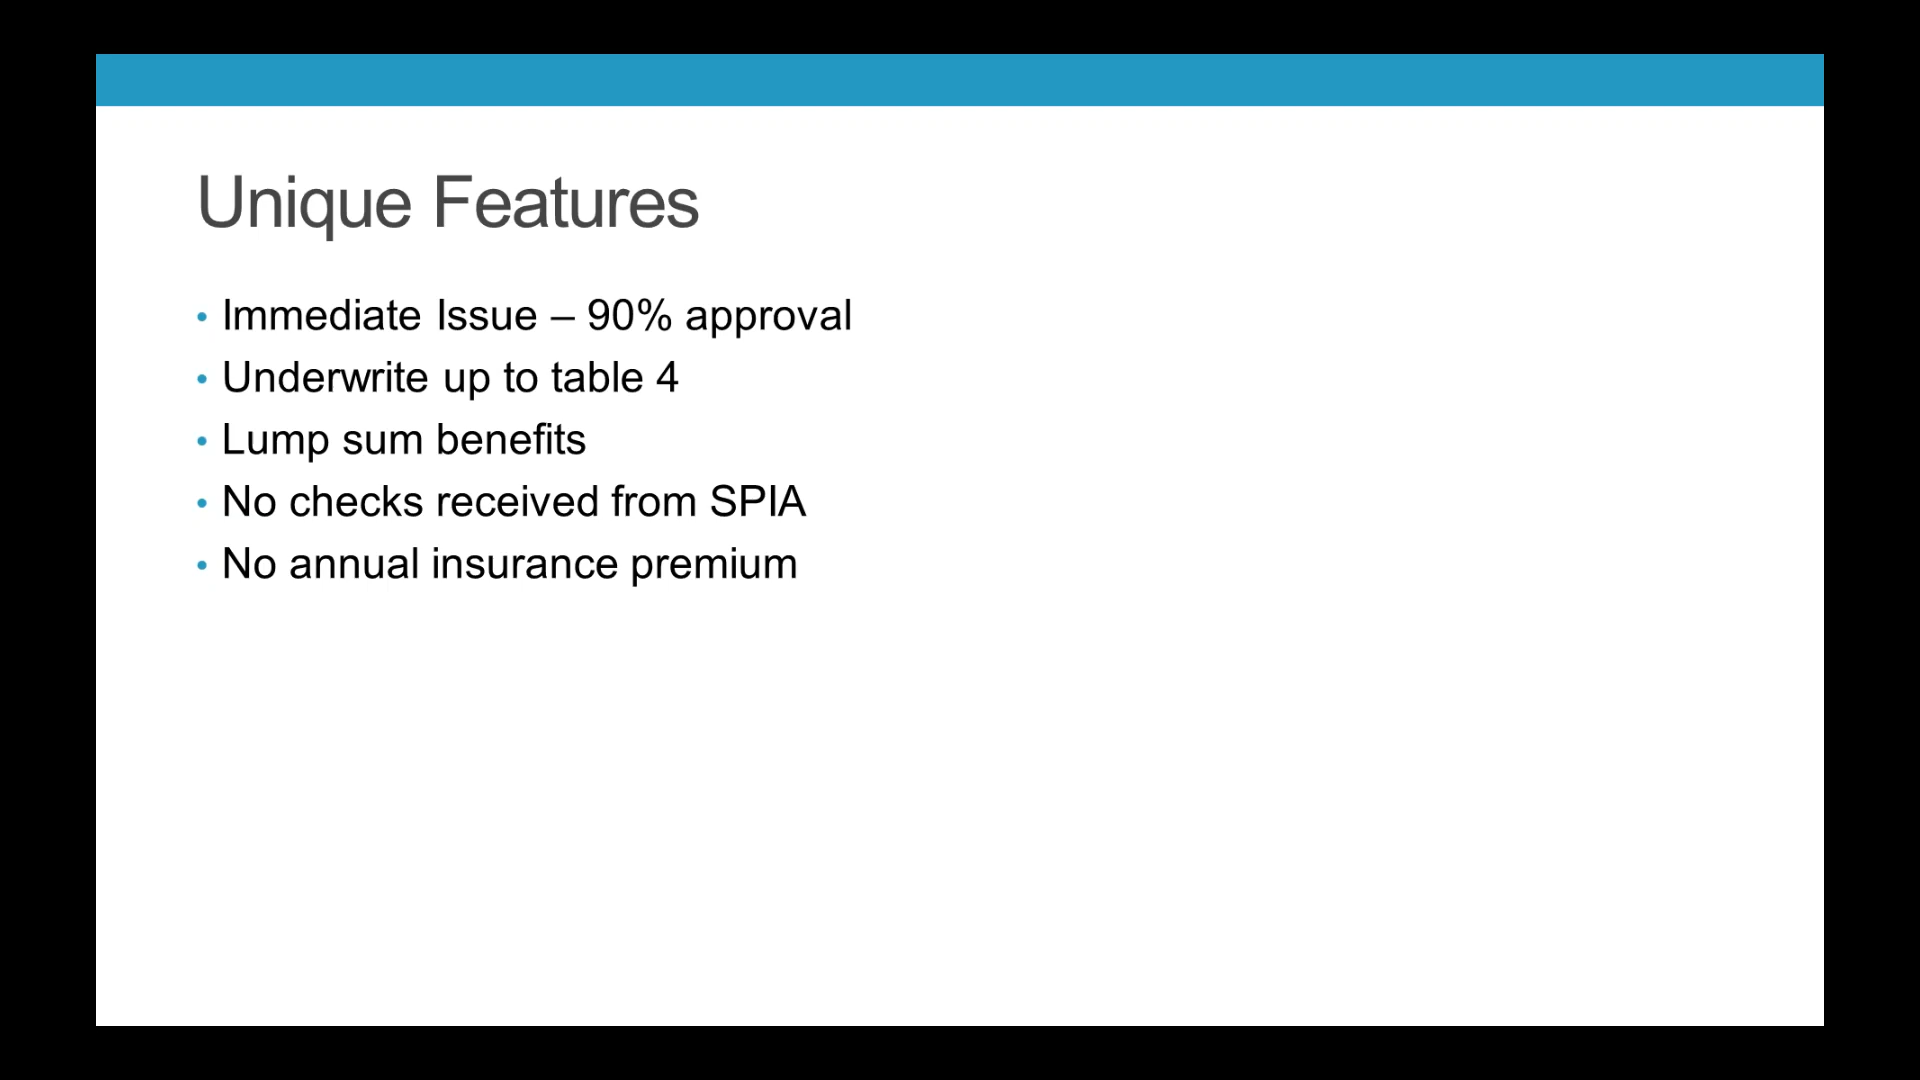 Unique Features
• Immediate Issue – 90% approval
• Underwrite up to table 4
• Lump sum benefits
• No checks received from SPIA
• No annual insurance premium